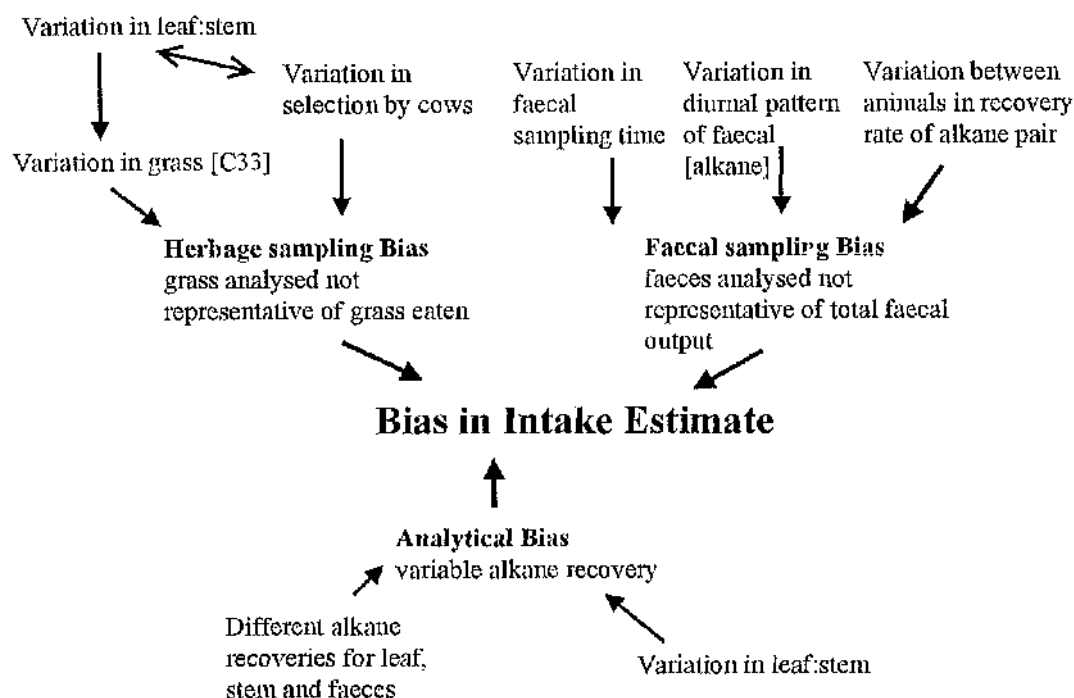 Variation in leaf:stem
Variation in
selection by cows
Variation in grass [C33]
Variation in
faecal
sampling time
Variation in
diurnal pattern
of faecal
[alkane]
Variation between
animals in recovery
rate of alkane pair
Herbage sampling Bias
grass analysed not
representative of grass eaten
Faecal sampling Bias
faeces analysed not
representative of total faecal
output
Bias in Intake Estimate
Analytical Bias
variable alkane recovery
Different alkane
recoveries for leaf,
stem and faeces
Variation in leaf:stem